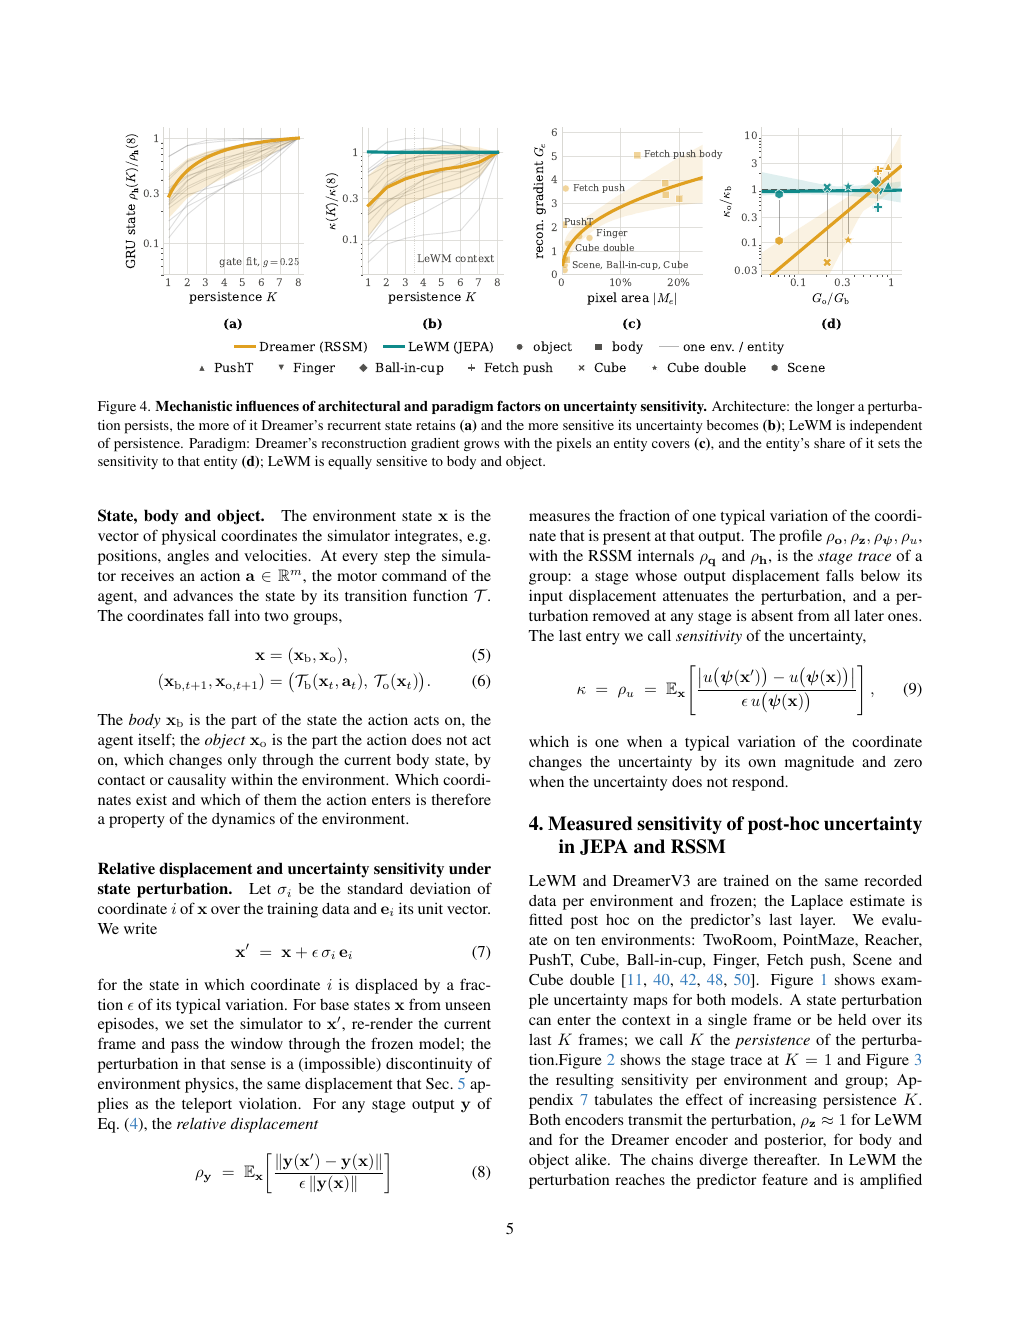 1
0.3
0.1
GRU state ρh(K)/ρh(8)
gate fit, g = 0.25
1 2 3 4 5 6 7 8
persistence K
(a)
1
0.3
0.1
κ(K)/κ(8)
LeWM context
1 2 3 4 5 6 7 8
persistence K
(b)
6
5
4
3
2
1
0
recon. gradient Ge
Fetch push body
Fetch push
PushT
Finger
Cube double
Scene, Ball-in-cup, Cube
0 10% 20%
pixel area |Me|
(c)
10
3
1
0.3
0.1
0.03
κo/κb
0.1 0.3 1
Go/Gb
(d)
Dreamer (RSSM) LeWM (JEPA) object body one env. / entity
PushT Finger Ball-in-cup Fetch push Cube Cube double Scene
Figure 4. Mechanistic influences of architectural and paradigm factors on uncertainty sensitivity. Architecture: the longer a perturba-
tion persists, the more of it Dreamer's recurrent state retains (a) and the more sensitive its uncertainty becomes (b); LeWM is independent
of persistence. Paradigm: Dreamer's reconstruction gradient grows with the pixels an entity covers (c), and the entity's share of it sets the
sensitivity to that entity (d); LeWM is equally sensitive to body and object.
State, body and object. The environment state x is the
vector of physical coordinates the simulator integrates, e.g.
positions, angles and velocities. At every step the simula-
tor receives an action a ∈ ℝᵐ, the motor command of the
agent, and advances the state by its transition function 𝒯.
The coordinates fall into two groups,
x = (xb, xo), (5)
(xb,t+1, xo,t+1) = (𝒯b(xt, at), 𝒯o(xt)). (6)
The body xb is the part of the state the action acts on, the
agent itself; the object xo is the part the action does not act
on, which changes only through the current body state, by
contact or causality within the environment. Which coordi-
nates exist and which of them the action enters is therefore
a property of the dynamics of the environment.
Relative displacement and uncertainty sensitivity under
state perturbation. Let σi be the standard deviation of
coordinate i of x over the training data and ei its unit vector.
We write
x′ = x + ϵ σi ei (7)
for the state in which coordinate i is displaced by a frac-
tion ϵ of its typical variation. For base states x from unseen
episodes, we set the simulator to x′, re-render the current
frame and pass the window through the frozen model; the
perturbation in that sense is a (impossible) discontinuity of
environment physics, the same displacement that Sec. 5 ap-
plies as the teleport violation. For any stage output y of
Eq. (4), the relative displacement
ρy = 𝔼x[ ‖y(x′) − y(x)‖ / ϵ ‖y(x)‖ ] (8)
measures the fraction of one typical variation of the coordi-
nate that is present at that output. The profile ρo, ρz, ρψ, ρu,
with the RSSM internals ρq and ρh, is the stage trace of a
group: a stage whose output displacement falls below its
input displacement attenuates the perturbation, and a per-
turbation removed at any stage is absent from all later ones.
The last entry we call sensitivity of the uncertainty,
κ = ρu = 𝔼x[ |u(ψ(x′)) − u(ψ(x))| / ϵ u(ψ(x)) ] , (9)
which is one when a typical variation of the coordinate
changes the uncertainty by its own magnitude and zero
when the uncertainty does not respond.
4. Measured sensitivity of post-hoc uncertainty
in JEPA and RSSM
LeWM and DreamerV3 are trained on the same recorded
data per environment and frozen; the Laplace estimate is
fitted post hoc on the predictor's last layer. We evalu-
ate on ten environments: TwoRoom, PointMaze, Reacher,
PushT, Cube, Ball-in-cup, Finger, Fetch push, Scene and
Cube double [11, 40, 42, 48, 50]. Figure 1 shows exam-
ple uncertainty maps for both models. A state perturbation
can enter the context in a single frame or be held over its
last K frames; we call K the persistence of the perturba-
tion.Figure 2 shows the stage trace at K = 1 and Figure 3
the resulting sensitivity per environment and group; Ap-
pendix 7 tabulates the effect of increasing persistence K.
Both encoders transmit the perturbation, ρz ≈ 1 for LeWM
and for the Dreamer encoder and posterior, for body and
object alike. The chains diverge thereafter. In LeWM the
perturbation reaches the predictor feature and is amplified
5